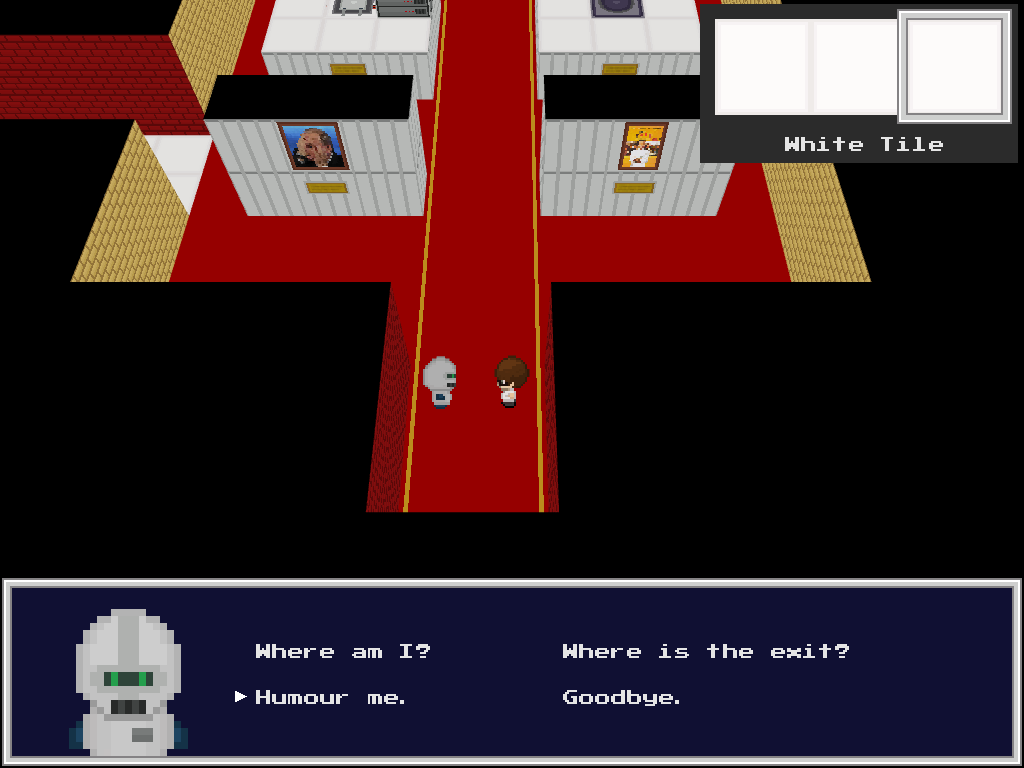 White Tile
Where am I?
Where is the exit?
Humour me.
Goodbye.